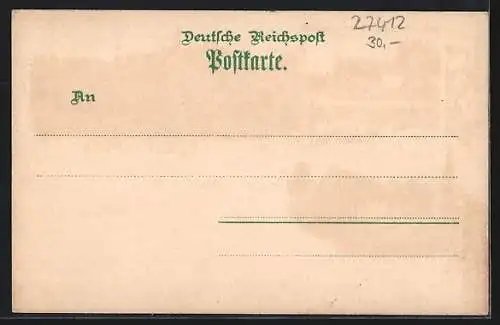 27412
30,-
Deutsche Reichspost
Postkarte.
An